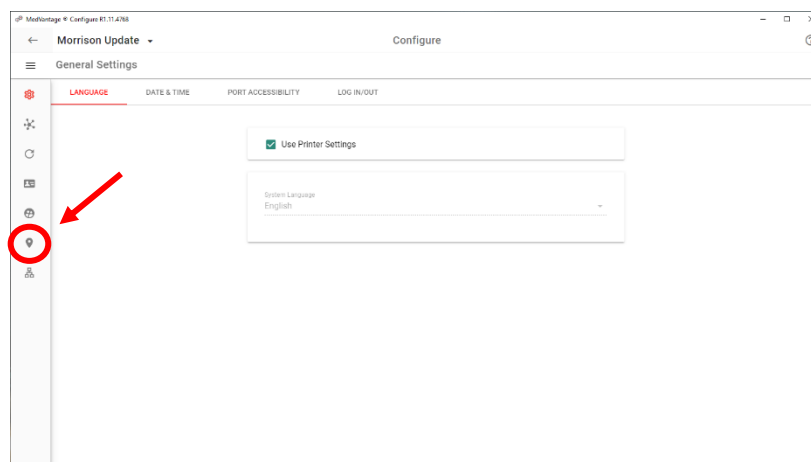 MedVantage ® Configure R1.11.4768
Morrison Update
Configure
General Settings
LANGUAGE DATE & TIME PORT ACCESSIBILITY LOG IN/OUT
Use Printer Settings
System Language
English